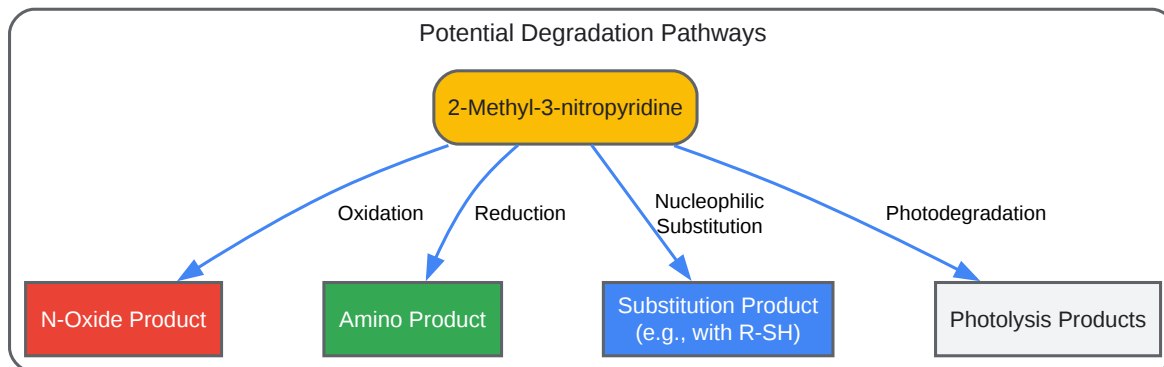 Potential Degradation Pathways
2-Methyl-3-nitropyridine
Oxidation
Reduction
Nucleophilic
Substitution
Photodegradation
N-Oxide Product
Amino Product
Substitution Product
(e.g., with R-SH)
Photolysis Products